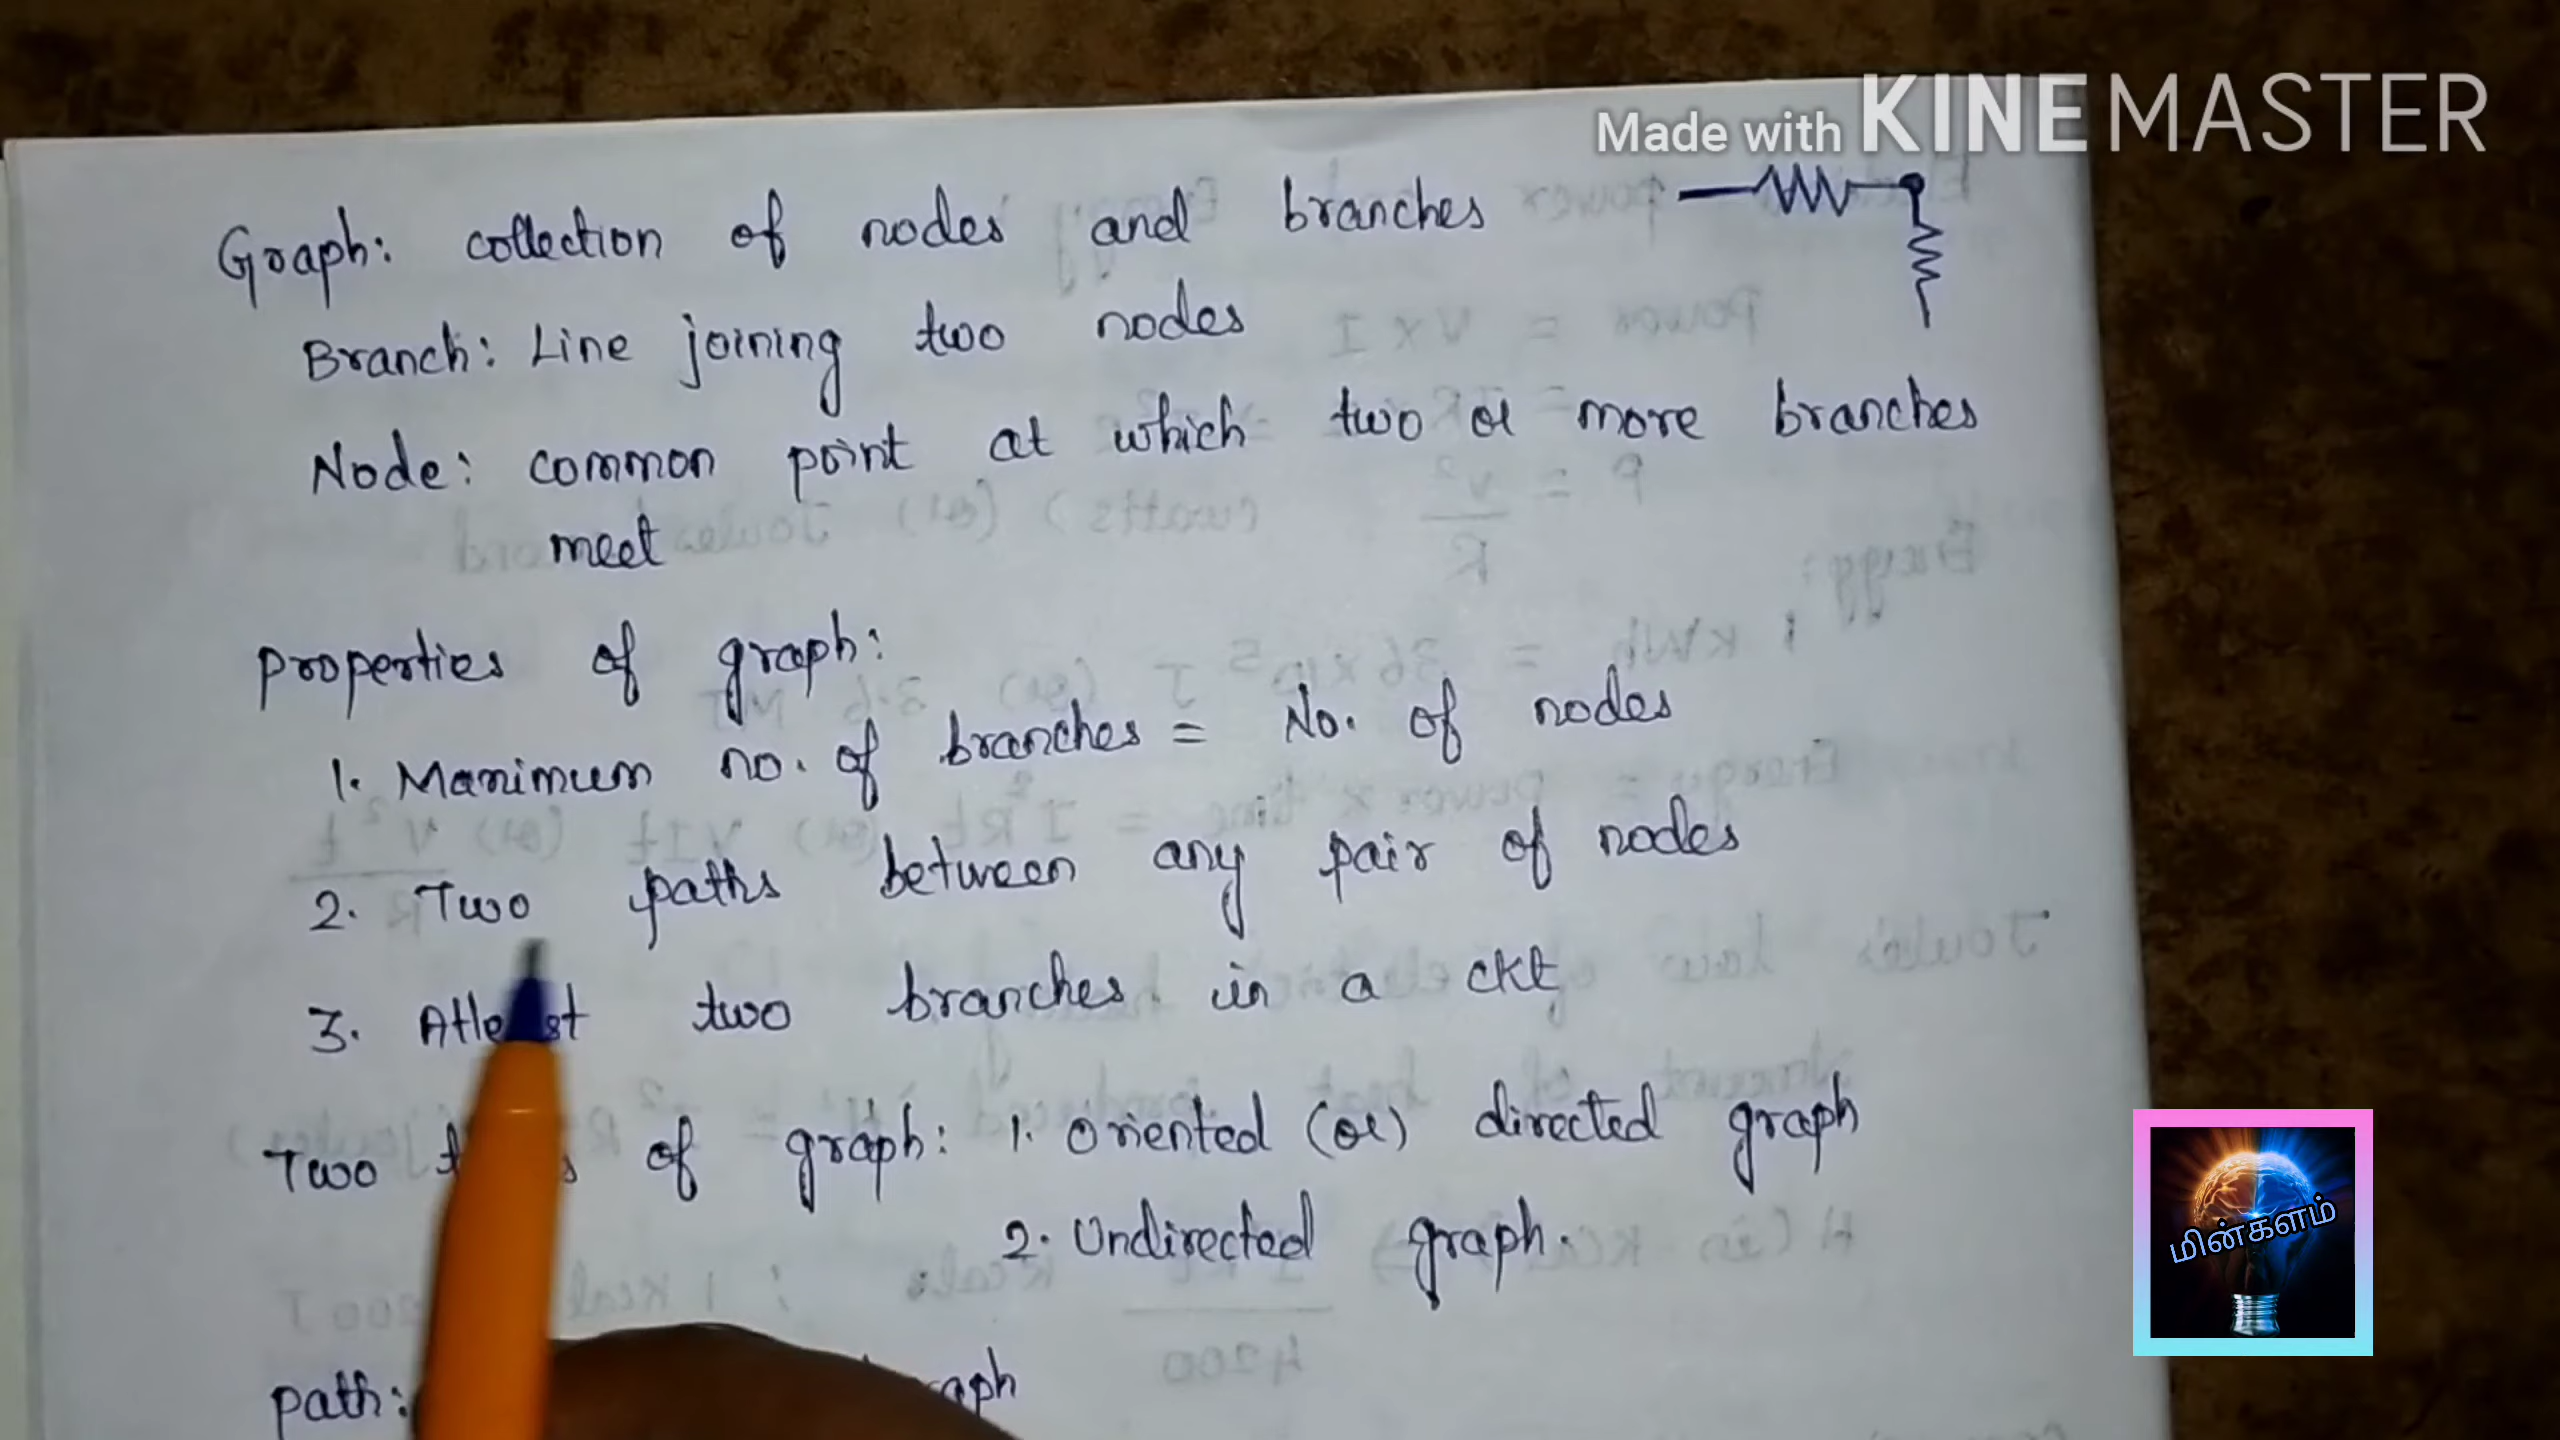 Made with KINEMASTER
Graph: collection of nodes and branches
Branch: Line joining two nodes
Node: common point at which two or more branches
meet
properties of graph:
1. Maximum no. of branches = No. of nodes
2. Two paths between any pair of nodes
3. Atleast two branches in a ckt
Two of graph: 1. Oriented (or) directed graph
2. Undirected graph.
path:
மின்களம்